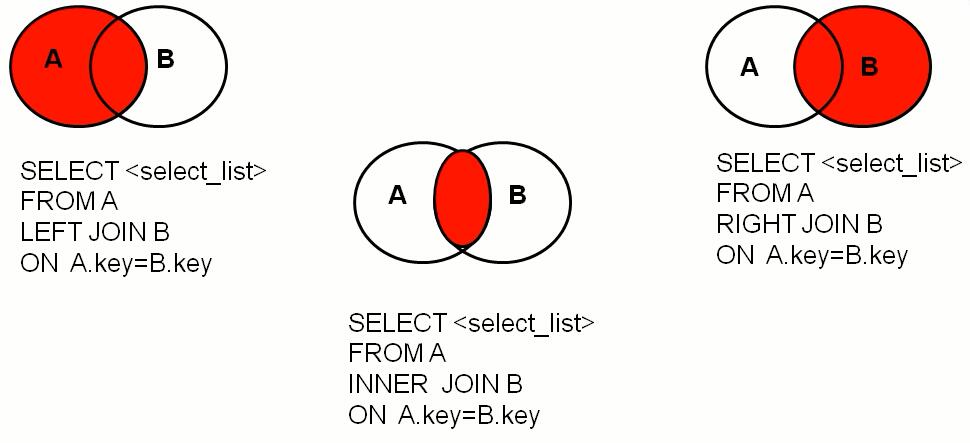 A B
SELECT <select_list>
FROM A
LEFT JOIN B
ON A.key=B.key
A B
SELECT <select_list>
FROM A
INNER  JOIN B
ON  A.key=B.key
A B
SELECT <select_list>
FROM A
RIGHT JOIN B
ON  A.key=B.key